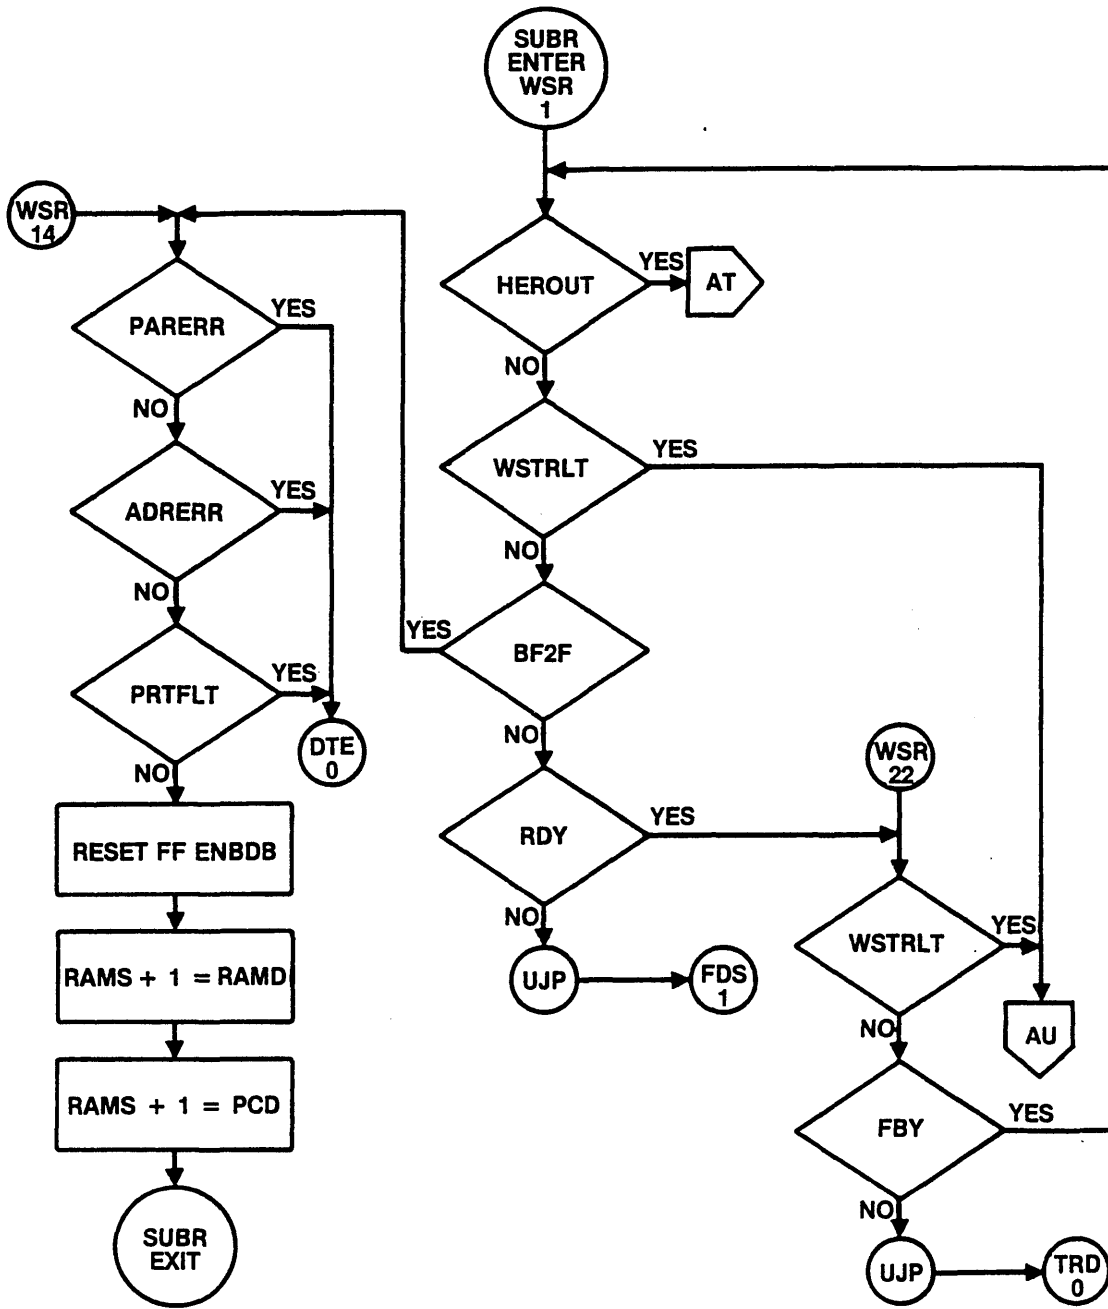 SUBR
ENTER
WSR
1
WSR
14
HEROUT
YES
AT
NO
PARERR
YES
NO
WSTRLT
YES
NO
ADRERR
YES
NO
BF2F
YES
NO
PRTFLT
YES
NO
DTE
0
WSR
22
RDY
YES
NO
RESET FF ENBDB
WSTRLT
YES
NO
RAMS + 1 = RAMD
UJP
FDS
1
AU
RAMS + 1 = PCD
FBY
YES
NO
SUBR
EXIT
UJP
TRD
0